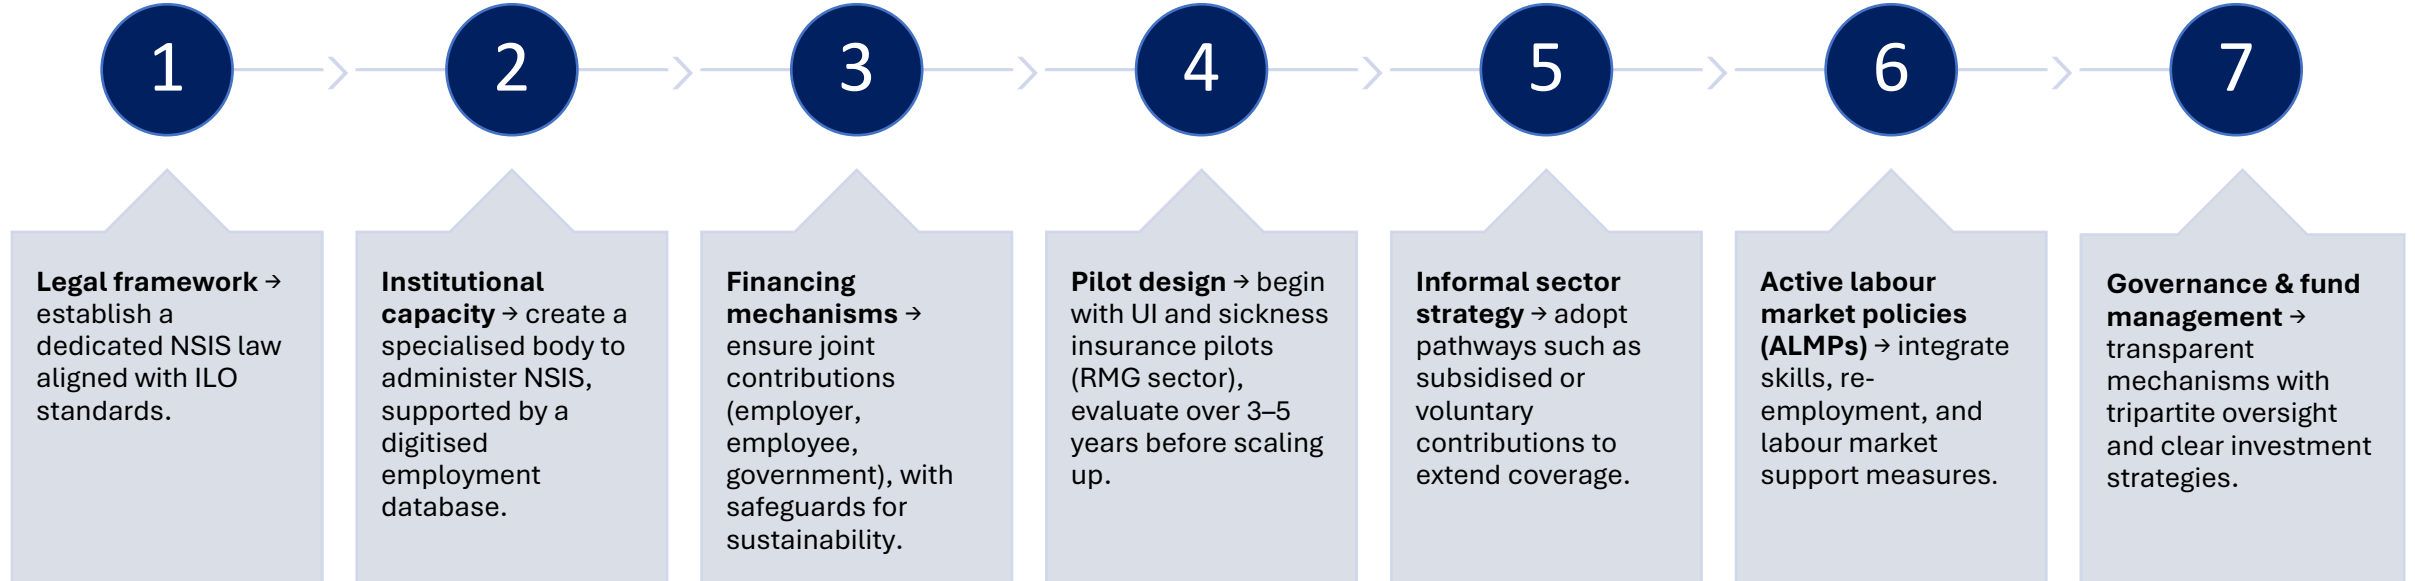 1
2
3
4
5
6
7
Legal framework →
establish a
dedicated NSIS law
aligned with ILO
standards.
Institutional
capacity → create a
specialised body to
administer NSIS,
supported by a
digitised
employment
database.
Financing
mechanisms →
ensure joint
contributions
(employer,
employee,
government), with
safeguards for
sustainability.
Pilot design → begin
with UI and sickness
insurance pilots
(RMG sector),
evaluate over 3–5
years before scaling
up.
Informal sector
strategy → adopt
pathways such as
subsidised or
voluntary
contributions to
extend coverage.
Active labour
market policies
(ALMPs) → integrate
skills, re-
employment, and
labour market
support measures.
Governance & fund
management →
transparent
mechanisms with
tripartite oversight
and clear investment
strategies.